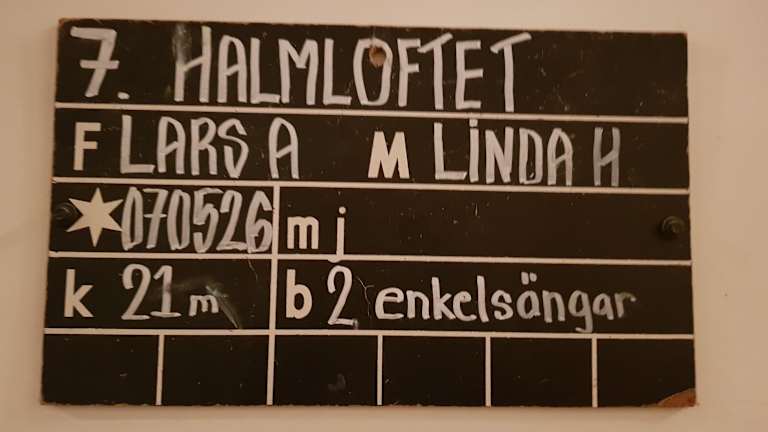 7. HALMLOFTET
F LARS A M LINDA H
070526 m j
k 21 m b 2 enkelsängar